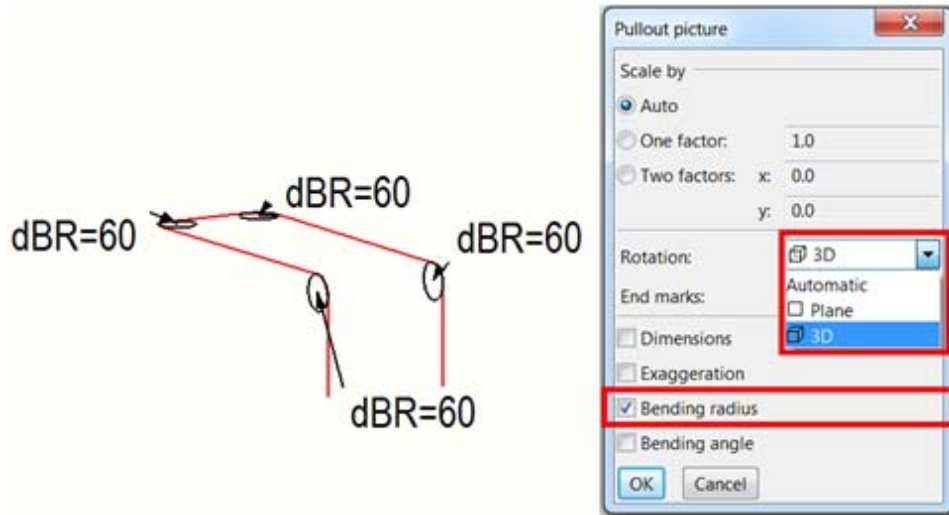 dBR=60
dBR=60
dBR=60
dBR=60
Pullout picture
Scale by
Auto
One factor: 1.0
Two factors: x: 0.0
y: 0.0
Rotation: 3D
Automatic
End marks:
Plane
3D
Dimensions
Exaggeration
Bending radius
Bending angle
OK Cancel